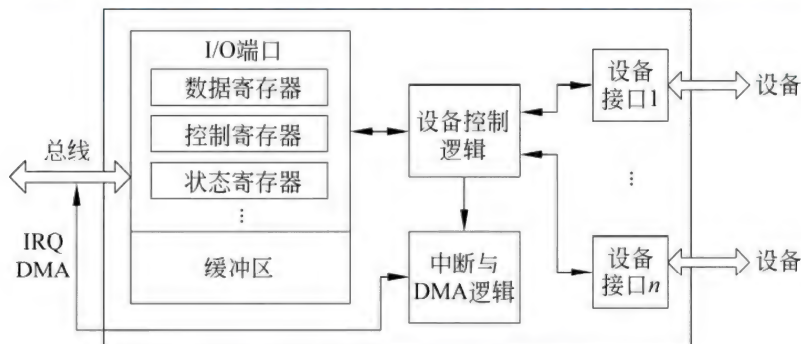 I/O端口
数据寄存器
控制寄存器
状态寄存器
⋮
缓冲区
总线
IRQ
DMA
设备控制
逻辑
中断与
DMA逻辑
设备
接口1
设备
⋮
设备
接口n
设备